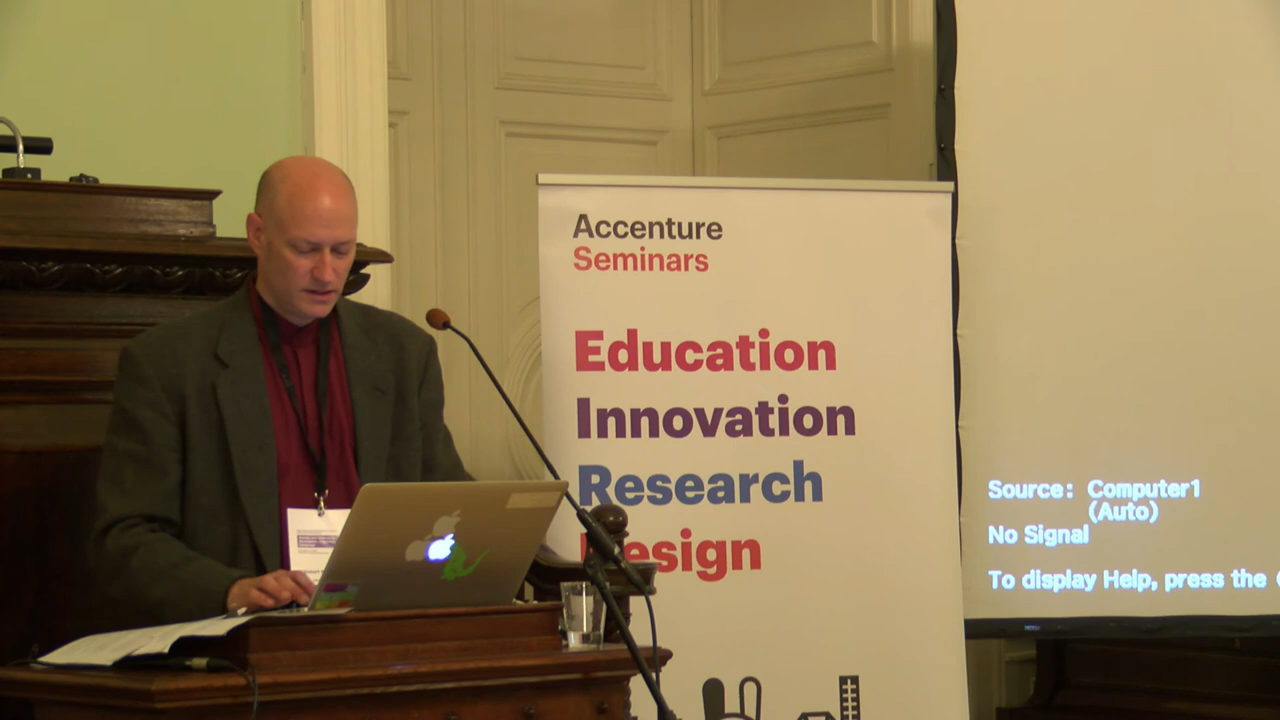 Accenture
Seminars
Education
Innovation
Research
Design
Source: Computer1
(Auto)
No Signal
To display Help, press the